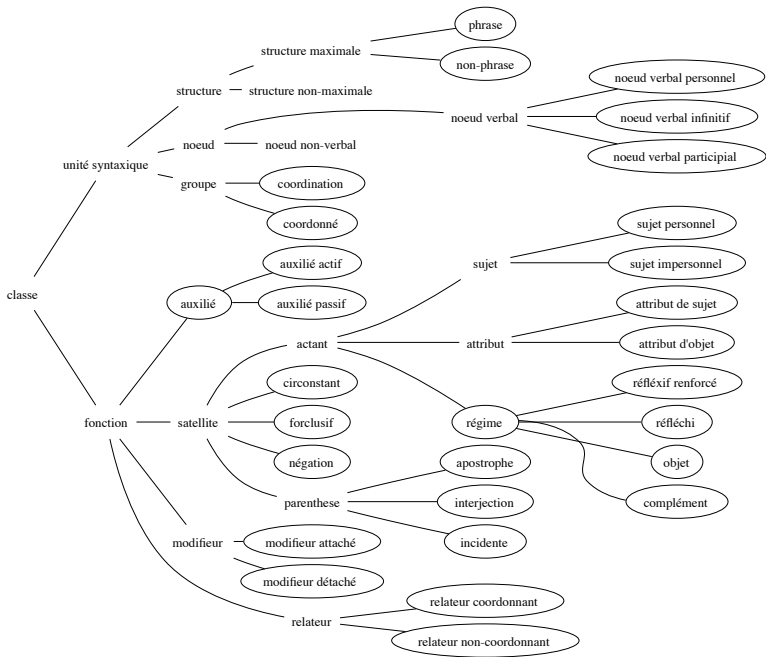 phrase
structure maximale
non-phrase
structure
structure non-maximale
noeud verbal personnel
noeud verbal
noeud verbal infinitif
noeud
noeud non-verbal
noeud verbal participial
unité syntaxique
groupe
coordination
coordonné
sujet personnel
auxilié actif
sujet
sujet impersonnel
classe
auxilié
auxilié passif
attribut de sujet
actant
attribut
attribut d'objet
circonstant
réfléxif renforcé
fonction
satellite
forclusif
régime
réfléchi
négation
apostrophe
objet
parenthese
interjection
complément
modifieur
modifieur attaché
incidente
modifieur détaché
relateur coordonnant
relateur
relateur non-coordonnant